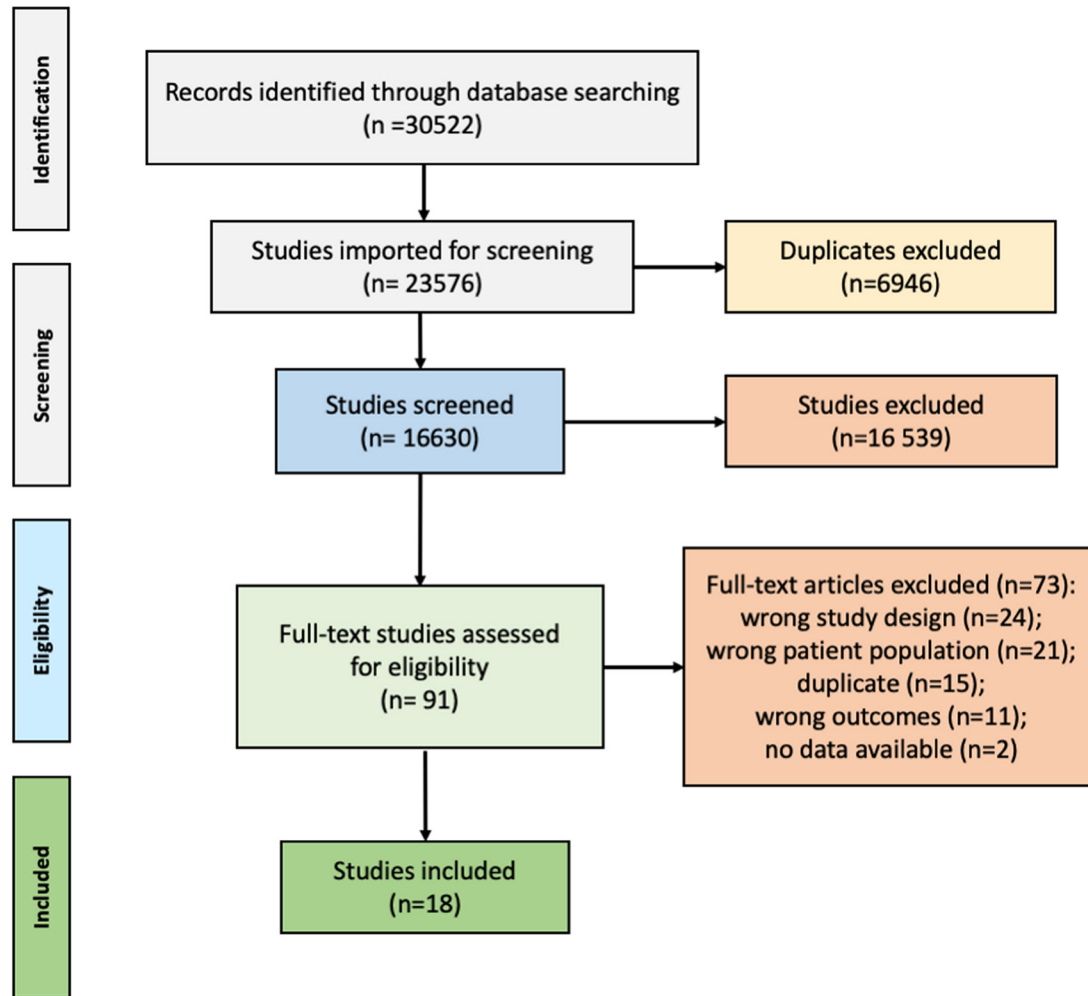 Identification
Records identified through database searching
(n =30522)
Studies imported for screening
(n= 23576)
Duplicates excluded
(n=6946)
Screening
Studies screened
(n= 16630)
Studies excluded
(n=16 539)
Eligibility
Full-text studies assessed
for eligibility
(n= 91)
Full-text articles excluded (n=73):
wrong study design (n=24);
wrong patient population (n=21);
duplicate (n=15);
wrong outcomes (n=11);
no data available (n=2)
Included
Studies included
(n=18)